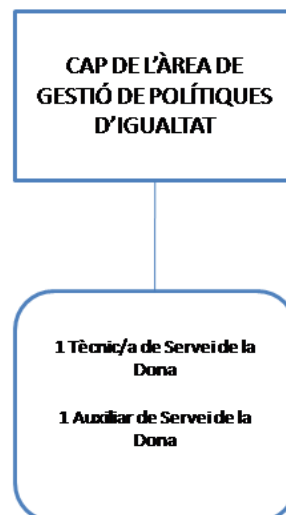 CAP DE L'ÀREA DE
GESTIÓ DE POLÍTIQUES
D'IGUALTAT
1 Tècnic/a de Servei de la
Dona
1 Auxiliar de Servei de la
Dona